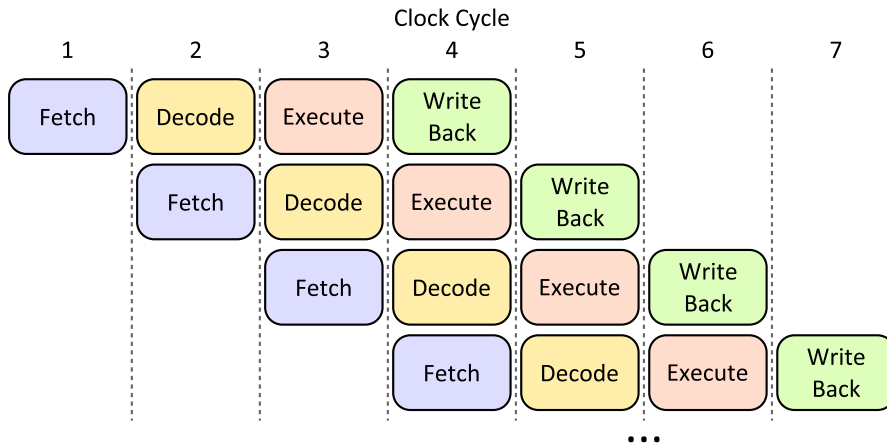 Clock Cycle
1 2 3 4 5 6 7
Fetch Decode Execute Write
Back
Fetch Decode Execute Write
Back
Fetch Decode Execute Write
Back
Fetch Decode Execute Write
Back
...